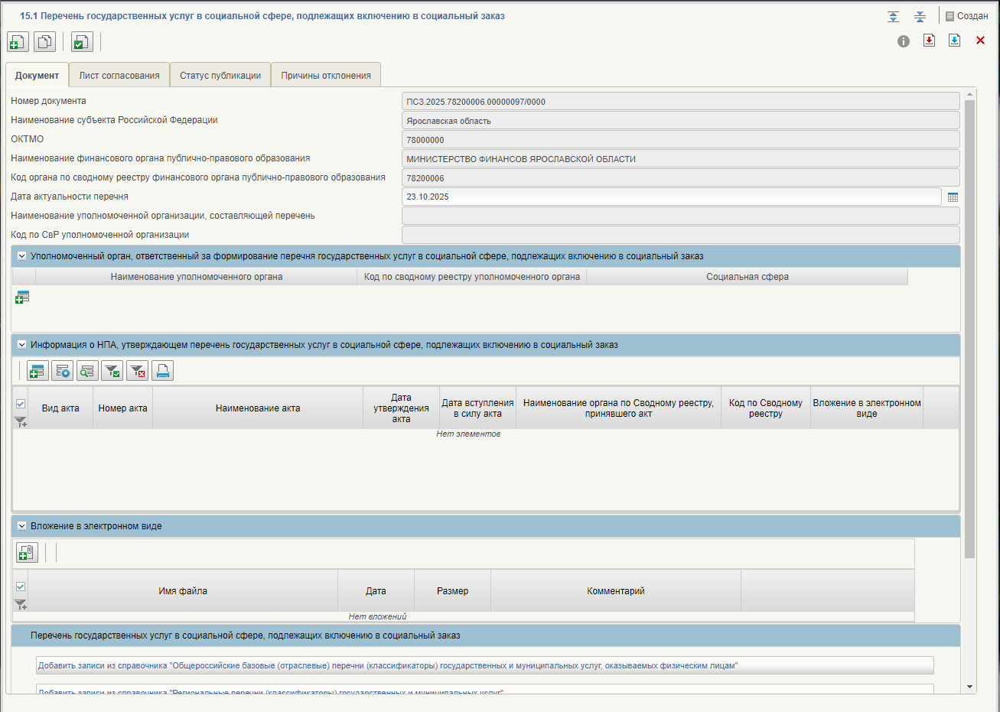 15.1 Перечень государственных услуг в социальной сфере, подлежащих включению в социальный заказ
Создан
Документ
Лист согласования
Статус публикации
Причины отклонения
Номер документа
ПСЗ.2025.78200006.00000097/0000
Наименование субъекта Российской Федерации
Ярославская область
ОКТМО
78000000
Наименование финансового органа публично-правового образования
МИНИСТЕРСТВО ФИНАНСОВ ЯРОСЛАВСКОЙ ОБЛАСТИ
Код органа по сводному реестру финансового органа публично-правового образования
78200006
Дата актуальности перечня
23.10.2025
Наименование уполномоченной организации, составляющей перечень
Код по СвР уполномоченной организации
Уполномоченный орган, ответственный за формирование перечня государственных услуг в социальной сфере, подлежащих включению в социальный заказ
Наименование уполномоченного органа
Код по сводному реестру уполномоченного органа
Социальная сфера
Информация о НПА, утверждающем перечень государственных услуг в социальной сфере, подлежащих включению в социальный заказ
Вид акта
Номер акта
Наименование акта
Дата
утверждения
акта
Дата вступления
в силу акта
Наименование органа по Сводному реестру,
принявшего акт
Код по Сводному
реестру
Вложение в электронном
виде
Нет элементов
Вложение в электронном виде
Имя файла
Дата
Размер
Комментарий
Нет вложений
Перечень государственных услуг в социальной сфере, подлежащих включению в социальный заказ
Добавить записи из справочника "Общероссийские базовые (отраслевые) перечни (классификаторы) государственных и муниципальных услуг, оказываемых физическим лицам"
Добавить записи из справочника "Региональные перечни (классификаторы) государственных и муниципальных услуг"